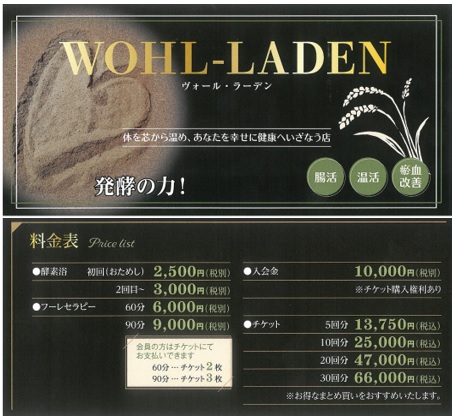 WOHL-LADEN
ヴォール・ラーデン
体を芯から温め、あなたを幸せに健康へいざなう店
発酵の力！
腸活
温活
瘀血
改善
料金表 Price list
●酵素浴 初回（おためし） 2,500円（税別）
2回目～ 3,000円（税別）
●フーレセラピー 60分 6,000円（税別）
90分 9,000円（税別）
会員の方はチケットにて
お支払いできます
60分…チケット2枚
90分…チケット3枚
●入会金 10,000円（税別）
※チケット購入権利あり
●チケット 5回分 13,750円（税込）
10回分 25,000円（税込）
20回分 47,000円（税込）
30回分 66,000円（税込）
※お得なまとめ買いをおすすめいたします。